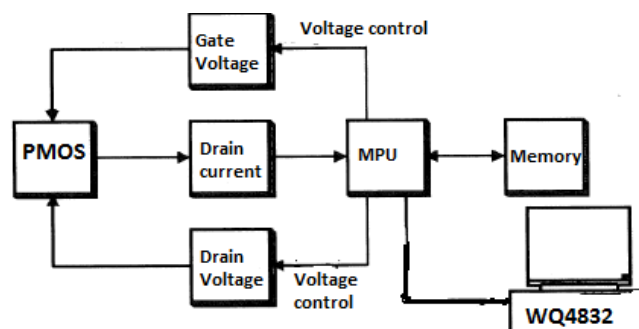 Gate
Voltage
Voltage control
PMOS
Drain
current
MPU
Memory
Drain
Voltage
Voltage
control
WQ4832